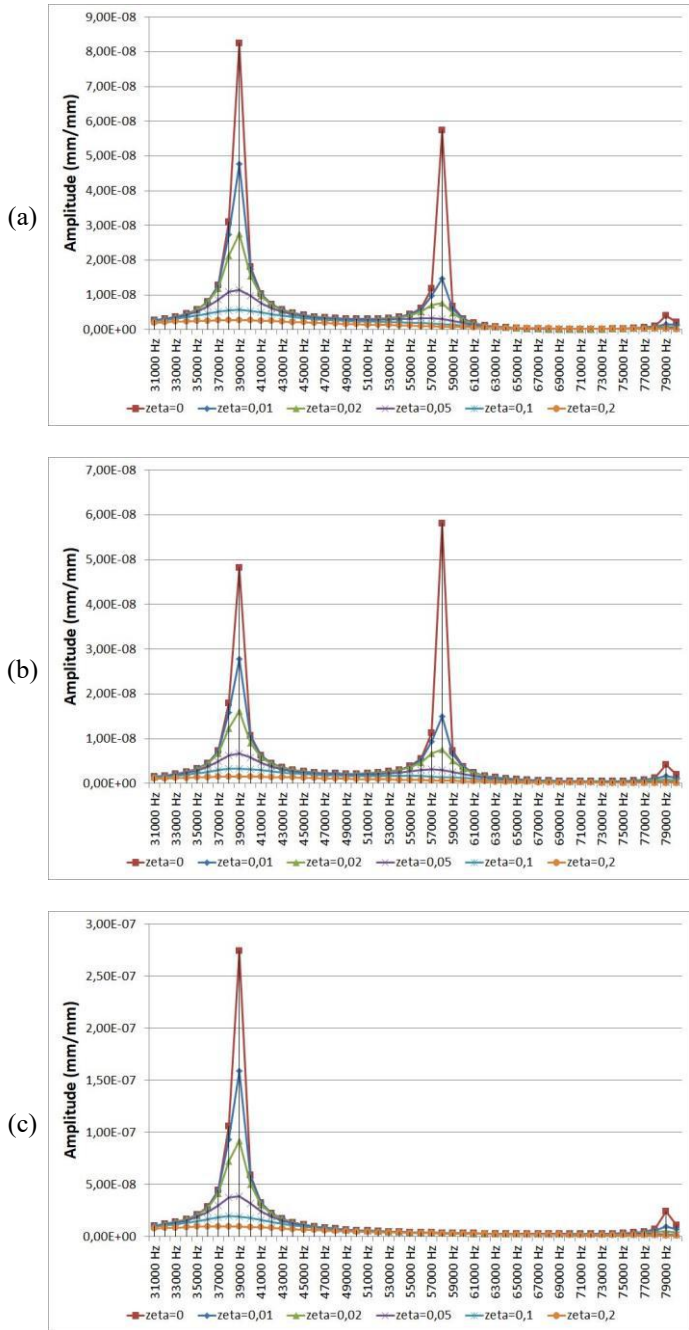 (a)
Amplitude (mm/mm)
9,00E-08
8,00E-08
7,00E-08
6,00E-08
5,00E-08
4,00E-08
3,00E-08
2,00E-08
1,00E-08
0,00E+00
31000 Hz
33000 Hz
35000 Hz
37000 Hz
39000 Hz
41000 Hz
43000 Hz
45000 Hz
47000 Hz
49000 Hz
51000 Hz
53000 Hz
55000 Hz
57000 Hz
59000 Hz
61000 Hz
63000 Hz
65000 Hz
67000 Hz
69000 Hz
71000 Hz
73000 Hz
75000 Hz
77000 Hz
79000 Hz
zeta=0 zeta=0,01 zeta=0,02 zeta=0,05 zeta=0,1 zeta=0,2
(b)
Amplitude (mm/mm)
7,00E-08
6,00E-08
5,00E-08
4,00E-08
3,00E-08
2,00E-08
1,00E-08
0,00E+00
31000 Hz
33000 Hz
35000 Hz
37000 Hz
39000 Hz
41000 Hz
43000 Hz
45000 Hz
47000 Hz
49000 Hz
51000 Hz
53000 Hz
55000 Hz
57000 Hz
59000 Hz
61000 Hz
63000 Hz
65000 Hz
67000 Hz
69000 Hz
71000 Hz
73000 Hz
75000 Hz
77000 Hz
79000 Hz
zeta=0 zeta=0,01 zeta=0,02 zeta=0,05 zeta=0,1 zeta=0,2
(c)
Amplitude (mm/mm)
3,00E-07
2,50E-07
2,00E-07
1,50E-07
1,00E-07
5,00E-08
0,00E+00
31000 Hz
33000 Hz
35000 Hz
37000 Hz
39000 Hz
41000 Hz
43000 Hz
45000 Hz
47000 Hz
49000 Hz
51000 Hz
53000 Hz
55000 Hz
57000 Hz
59000 Hz
61000 Hz
63000 Hz
65000 Hz
67000 Hz
69000 Hz
71000 Hz
73000 Hz
75000 Hz
77000 Hz
79000 Hz
zeta=0 zeta=0,01 zeta=0,02 zeta=0,05 zeta=0,1 zeta=0,2